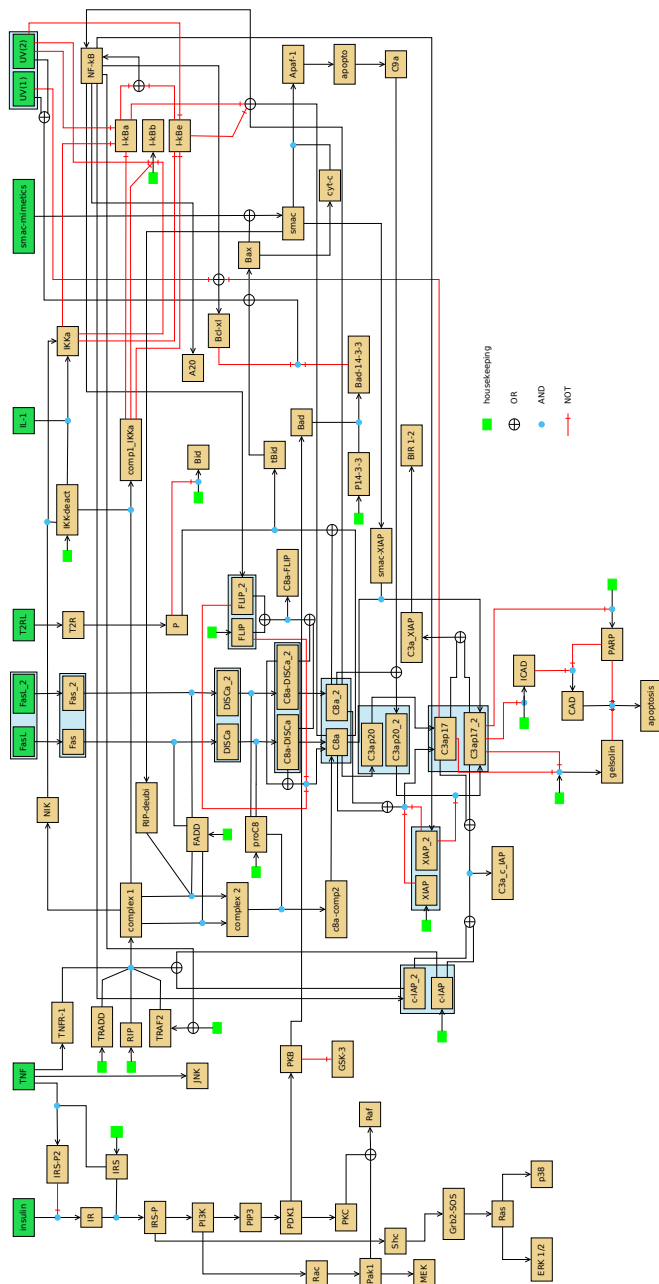 UV(2)
UV(1)
NF-kB
I-kBa
I-kBb
I-kBe
Apaf-1
apopto
C9a
smac-mimetics
smac
cyt-c
Bax
Bcl-xl
A20
IKKa
IL-1
IKK-deact
comp1_IKKa
Bid
tBid
Bad
Bad-14-3-3
P14-3-3
BIR 1-2
housekeeping
OR
AND
NOT
T2RL
T2R
P
FLIP_2
FLIP
C8a-FLIP
smac-XIAP
C3a_XIAP
FasL_2
FasL
Fas_2
Fas
DISCa_2
DISCa
C8a-DISCa_2
C8a-DISCa
C8a_2
C8a
C3ap20
C3ap20_2
C3ap17
C3ap17_2
ICAD
CAD
PARP
gelsolin
apoptosis
NIK
RIP-deubi
FADD
proC8
complex 1
complex 2
c8a-comp2
XIAP_2
XIAP
C3a_c_IAP
c-IAP_2
c-IAP
TNF
TNFR-1
TRADD
RIP
TRAF2
JNK
PKB
GSK-3
IRS-P2
IRS
insulin
IR
IRS-P
PI3K
PIP3
PDK1
PKC
Raf
Rac
Pak1
MEK
Shc
Grb2-SOS
Ras
p38
ERK 1/2